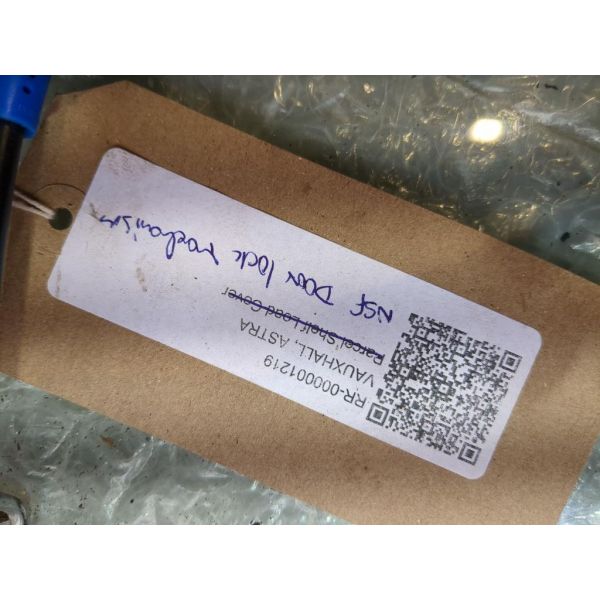 RR-000001219
VAUXHALL, ASTRA
Parcel Shelf Load Cover
NSF Door lock mechanism